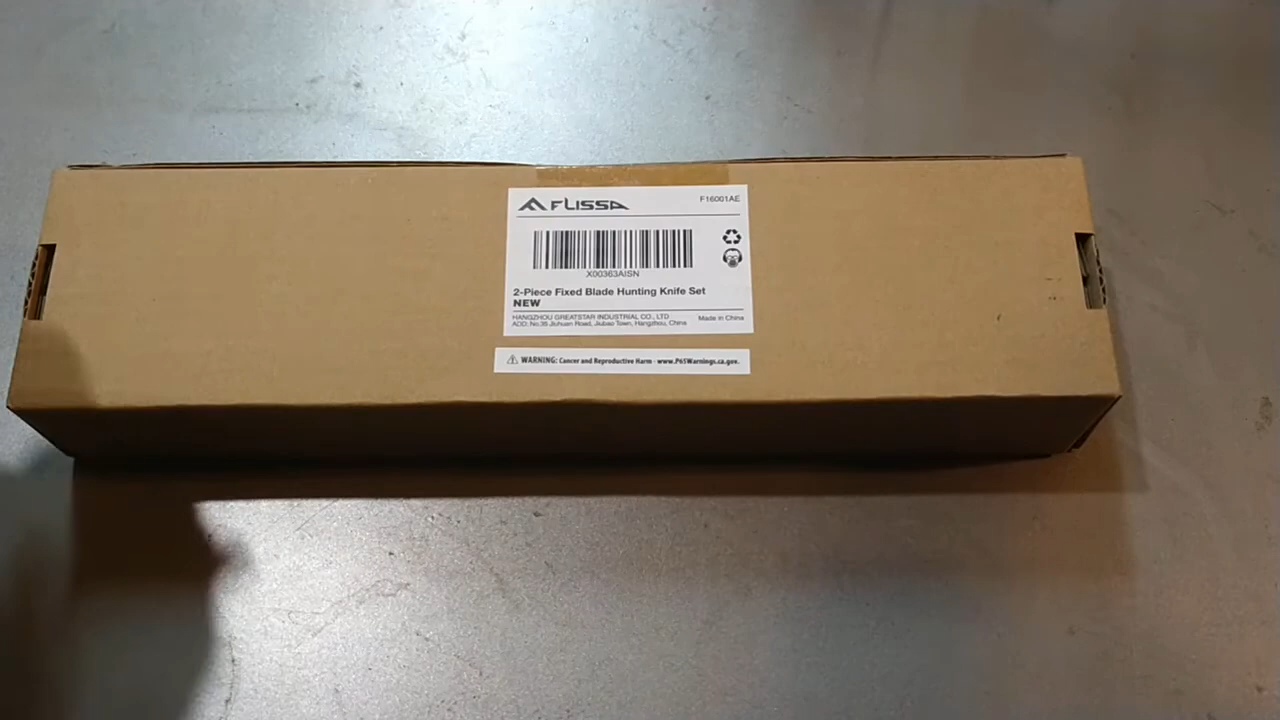 FLISSA
F16001AE
X00363AISN
2-Piece Fixed Blade Hunting Knife Set
NEW
HANGZHOU GREATSTAR INDUSTRIAL CO., LTD
ADD: No.35 Jiuhuan Road, Jiubao Town, Hangzhou, China
Made in China
WARNING: Cancer and Reproductive Harm - www.P65Warnings.ca.gov.